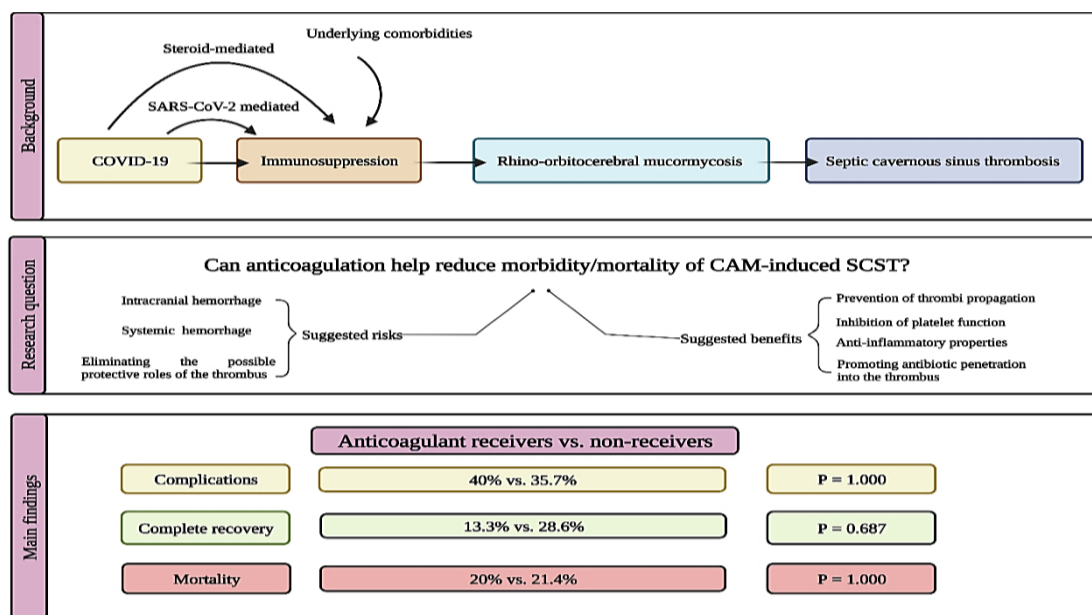 Background
Underlying comorbidities
Steroid-mediated
SARS-CoV-2 mediated
COVID-19
Immunosuppression
Rhino-orbitocerebral mucormycosis
Septic cavernous sinus thrombosis
Research question
Can anticoagulation help reduce morbidity/mortality of CAM-induced SCST?
Intracranial hemorrhage
Systemic hemorrhage
Eliminating the possible
protective roles of the thrombus
Suggested risks
Suggested benefits
Prevention of thrombi propagation
Inhibition of platelet function
Anti-inflammatory properties
Promoting antibiotic penetration
into the thrombus
Main findings
Anticoagulant receivers vs. non-receivers
Complications
40% vs. 35.7%
P = 1.000
Complete recovery
13.3% vs. 28.6%
P = 0.687
Mortality
20% vs. 21.4%
P = 1.000